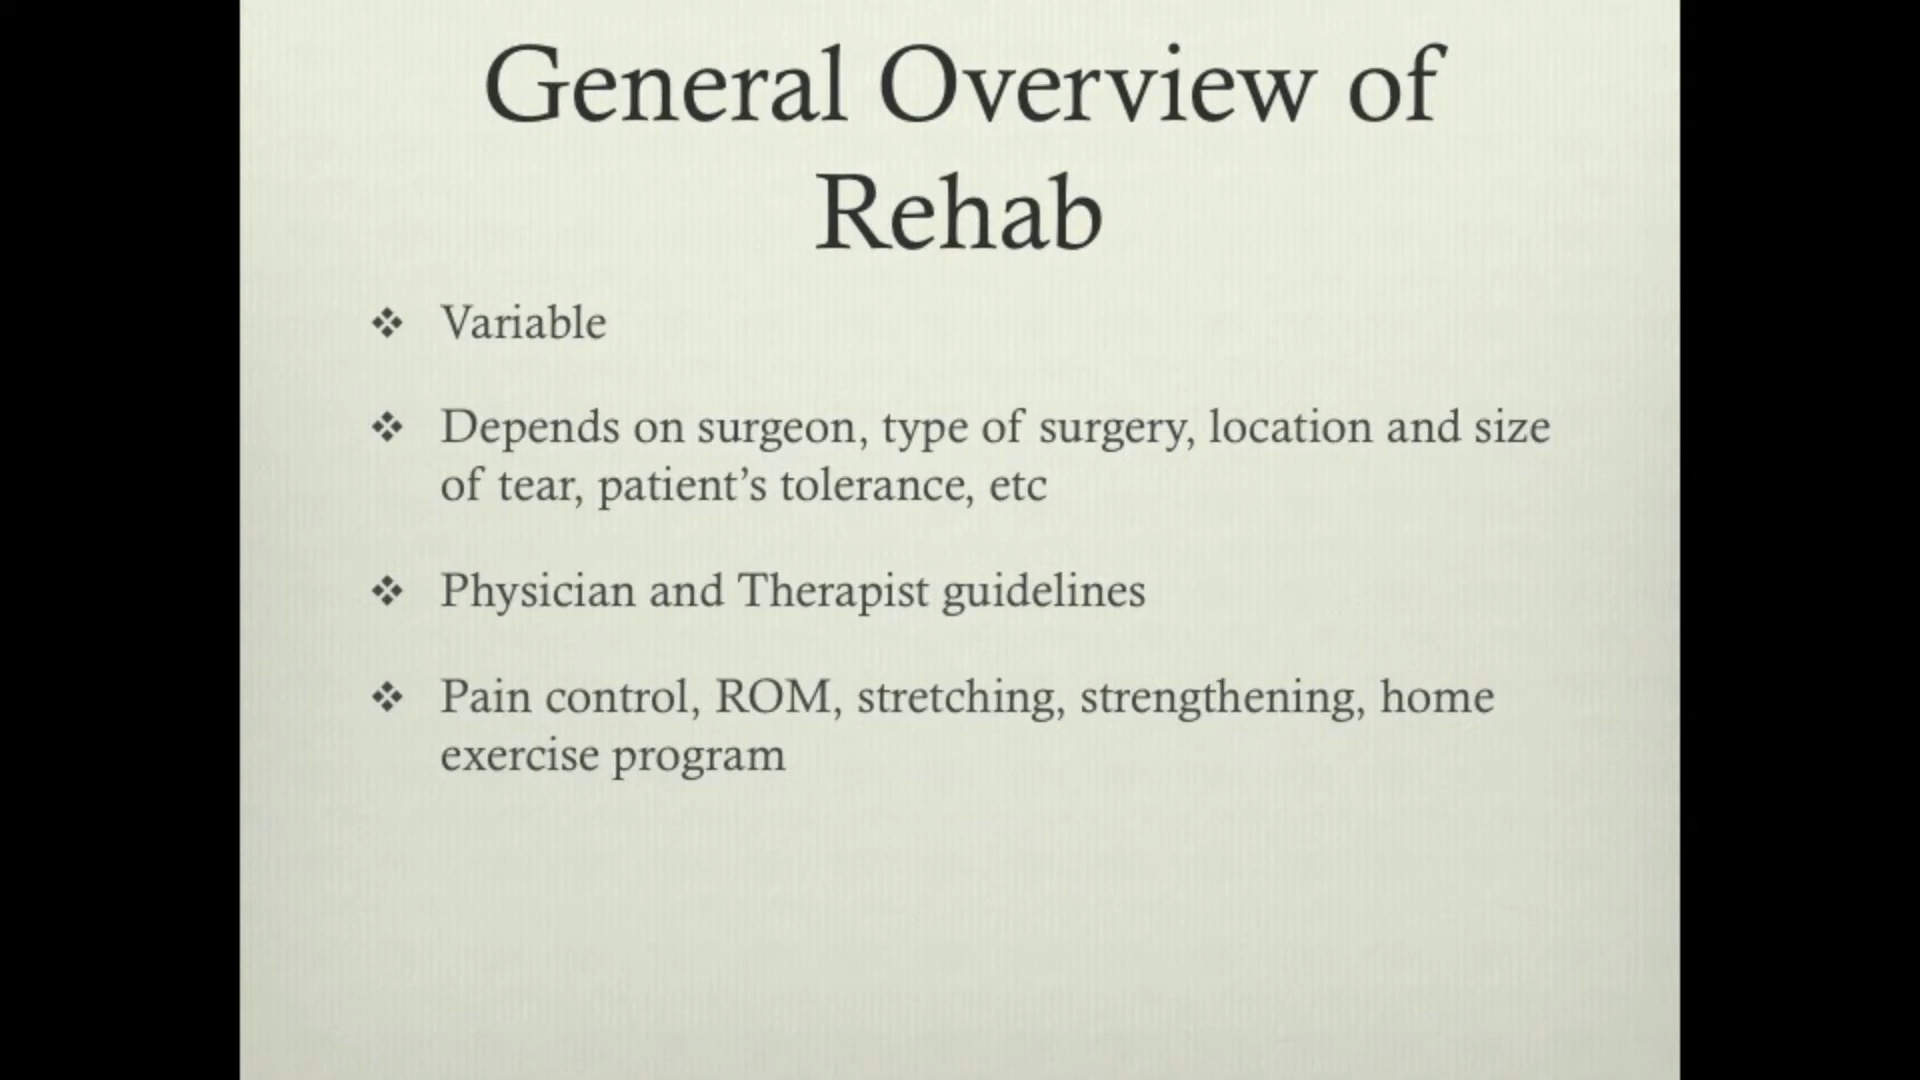 General Overview of
Rehab
❖ Variable
❖ Depends on surgeon, type of surgery, location and size
of tear, patient’s tolerance, etc
❖ Physician and Therapist guidelines
❖ Pain control, ROM, stretching, strengthening, home
exercise program